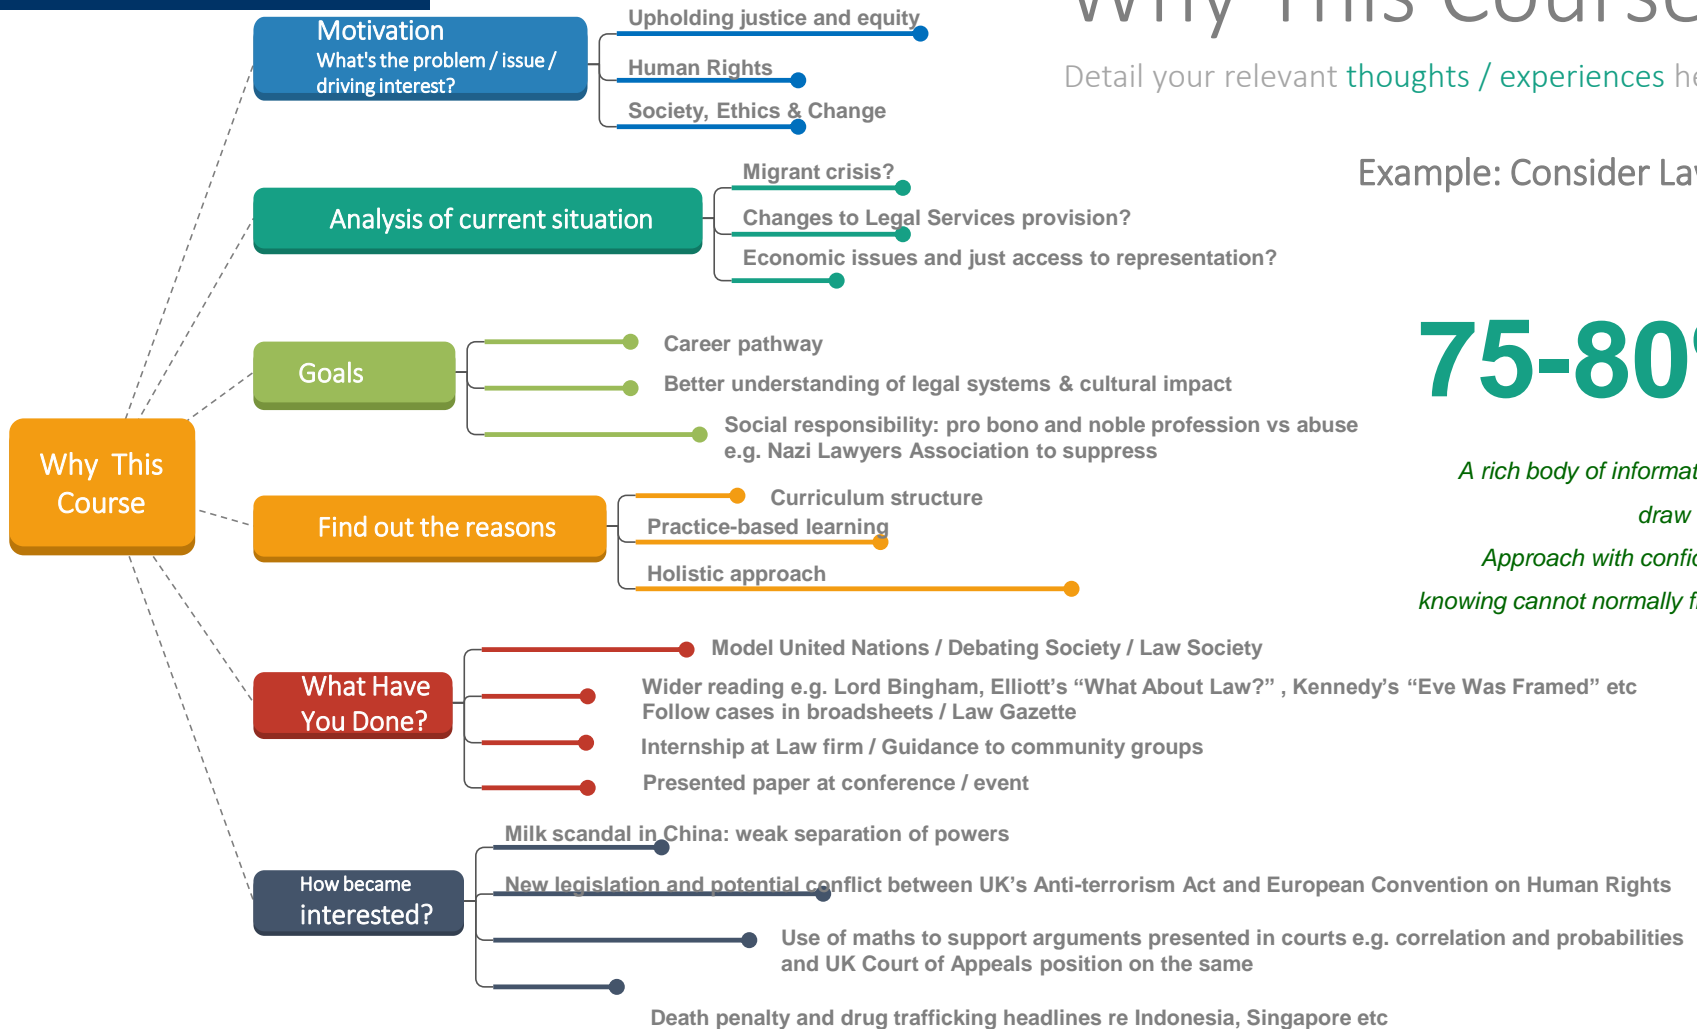 Why This Course
Detail your relevant thoughts / experiences
Example: Consider
75-80
A rich body of
draw
Approach with
knowing cannot normally
Why This
Course
Motivation
What's the problem / issue /
driving interest?
Upholding justice and equity
Human Rights
Society, Ethics & Change
Analysis of current situation
Migrant crisis?
Changes to Legal Services provision?
Economic issues and just access to representation?
Goals
Career pathway
Better understanding of legal systems & cultural impact
Social responsibility: pro bono and noble profession vs abuse
e.g. Nazi Lawyers Association to suppress
Find out the reasons
Curriculum structure
Practice-based learning
Holistic approach
What Have
You Done?
Model United Nations / Debating Society / Law Society
Wider reading e.g. Lord Bingham, Elliott's “What About Law?” , Kennedy's “Eve Was Framed” etc
Follow cases in broadsheets / Law Gazette
Internship at Law firm / Guidance to community groups
Presented paper at conference / event
How became
interested?
Milk scandal in China: weak separation of powers
New legislation and potential conflict between UK's Anti-terrorism Act and European Convention on Human Rights
Use of maths to support arguments presented in courts e.g. correlation and probabilities
and UK Court of Appeals position on the same
Death penalty and drug trafficking headlines re Indonesia, Singapore etc